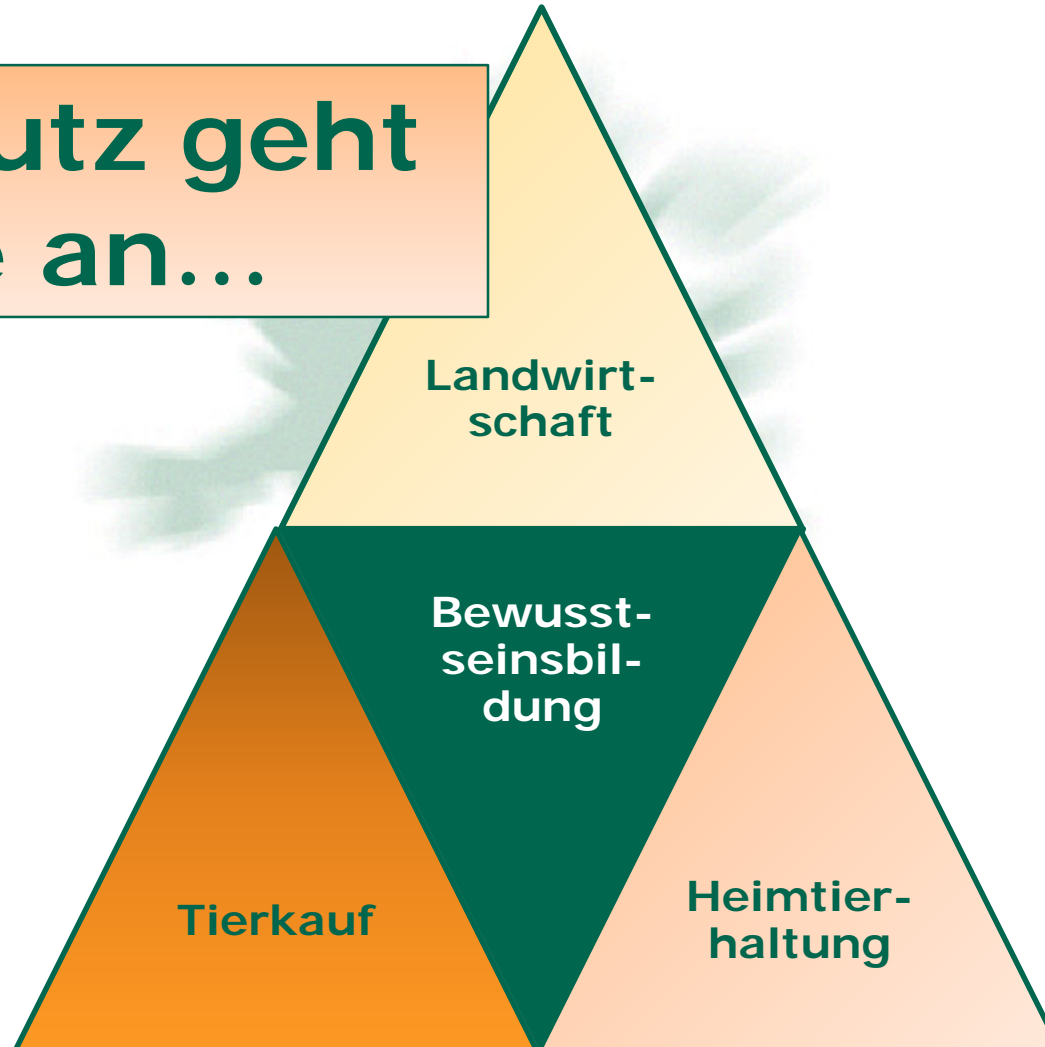 utz geht
e an...
Landwirt-
schaft
Bewusst-
seinsbil-
dung
Tierkauf
Heimtier-
haltung